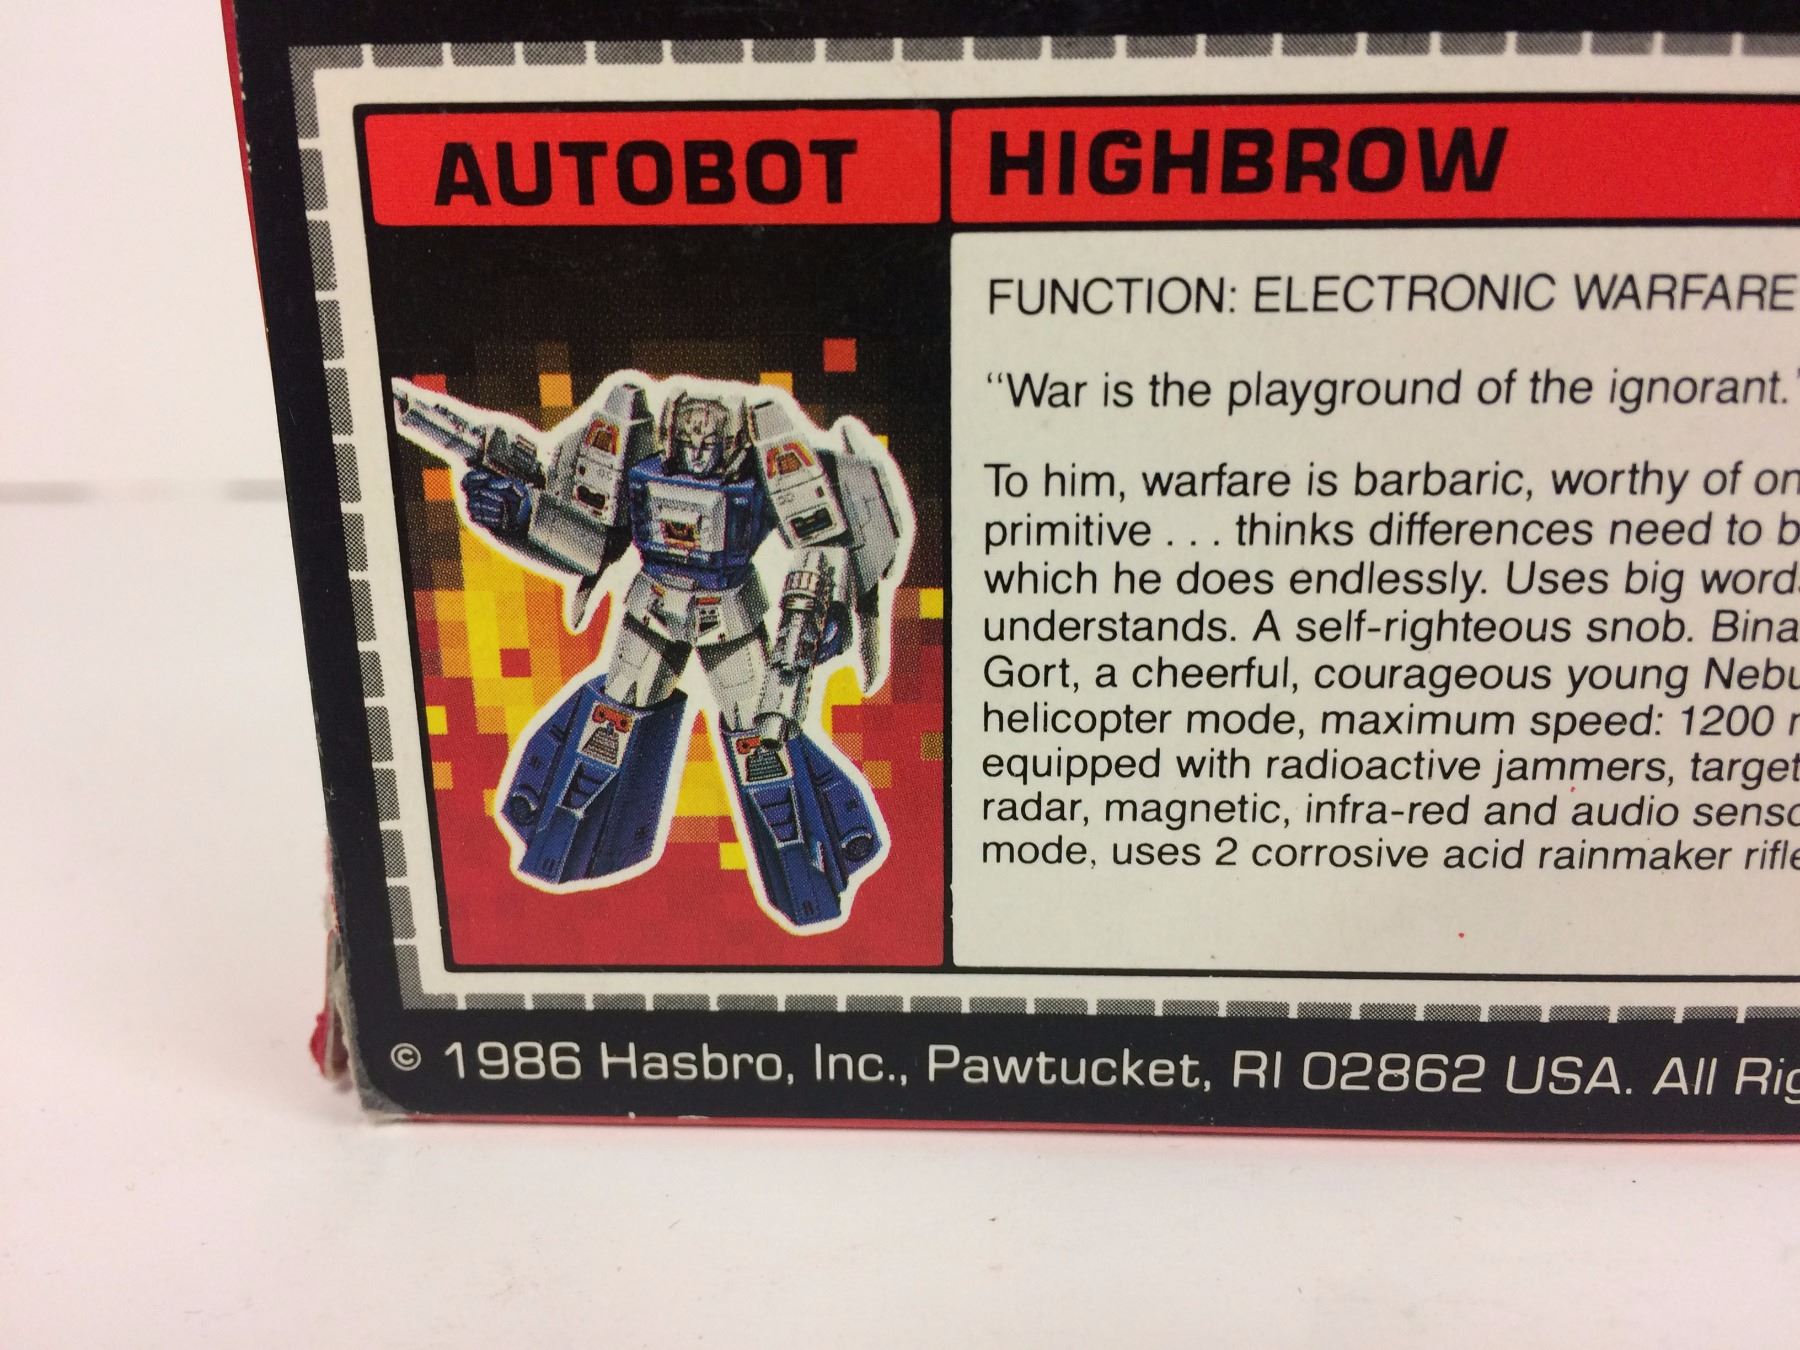 AUTOBOT
HIGHBROW
FUNCTION: ELECTRONIC WARFARE
“War is the playground of the ignorant.”
To him, warfare is barbaric, worthy of
primitive . . . thinks differences need to
which he does endlessly. Uses big
understands. A self-righteous snob.
Gort, a cheerful, courageous young
helicopter mode, maximum speed: 1200
equipped with radioactive jammers,
radar, magnetic, infra-red and audio
mode, uses 2 corrosive acid rainmaker
© 1986 Hasbro, Inc., Pawtucket, RI 02862 USA. All